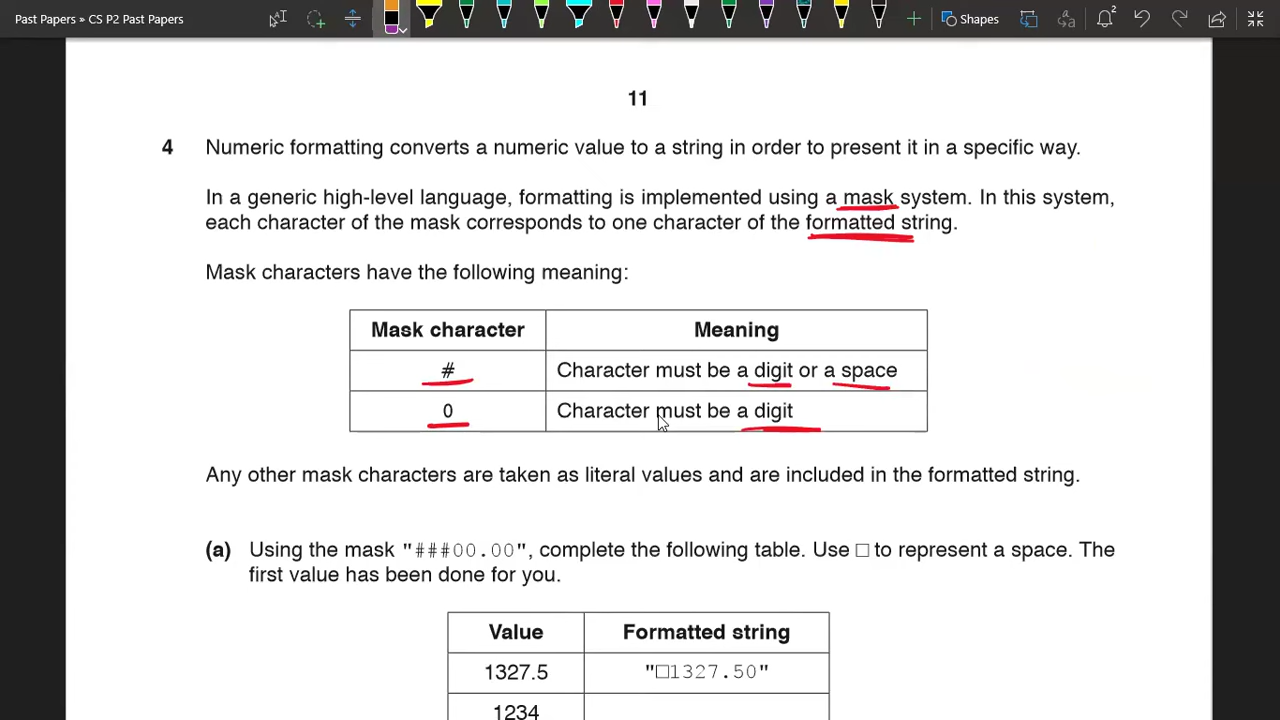 Past Papers » CS P2 Past Papers
Shapes
2
11
4 Numeric formatting converts a numeric value to a string in order to present it in a specific way.
In a generic high-level language, formatting is implemented using a mask system. In this system,
each character of the mask corresponds to one character of the formatted string.
Mask characters have the following meaning:
Mask character Meaning
# Character must be a digit or a space
0 Character must be a digit
Any other mask characters are taken as literal values and are included in the formatted string.
(a) Using the mask "###00.00", complete the following table. Use □ to represent a space. The
first value has been done for you.
Value Formatted string
1327.5 "□1327.50"
1234